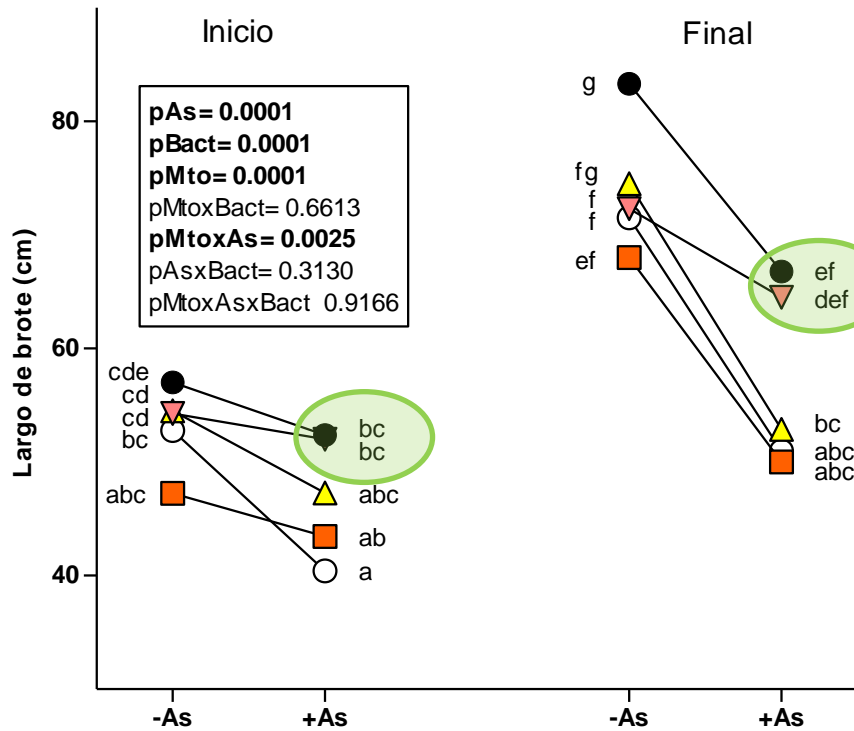 Inicio
Final
pAs= 0.0001
pBact= 0.0001
pMto= 0.0001
pMtoxBact= 0.6613
pMtoxAs= 0.0025
pAsxBact= 0.3130
pMtoxAsxBact 0.9166
Largo de brote (cm)
80
60
40
cde
cd
cd
bc
abc
bc
bc
abc
ab
a
g
fg
f
f
ef
ef
def
bc
abc
abc
-As
+As
-As
+As